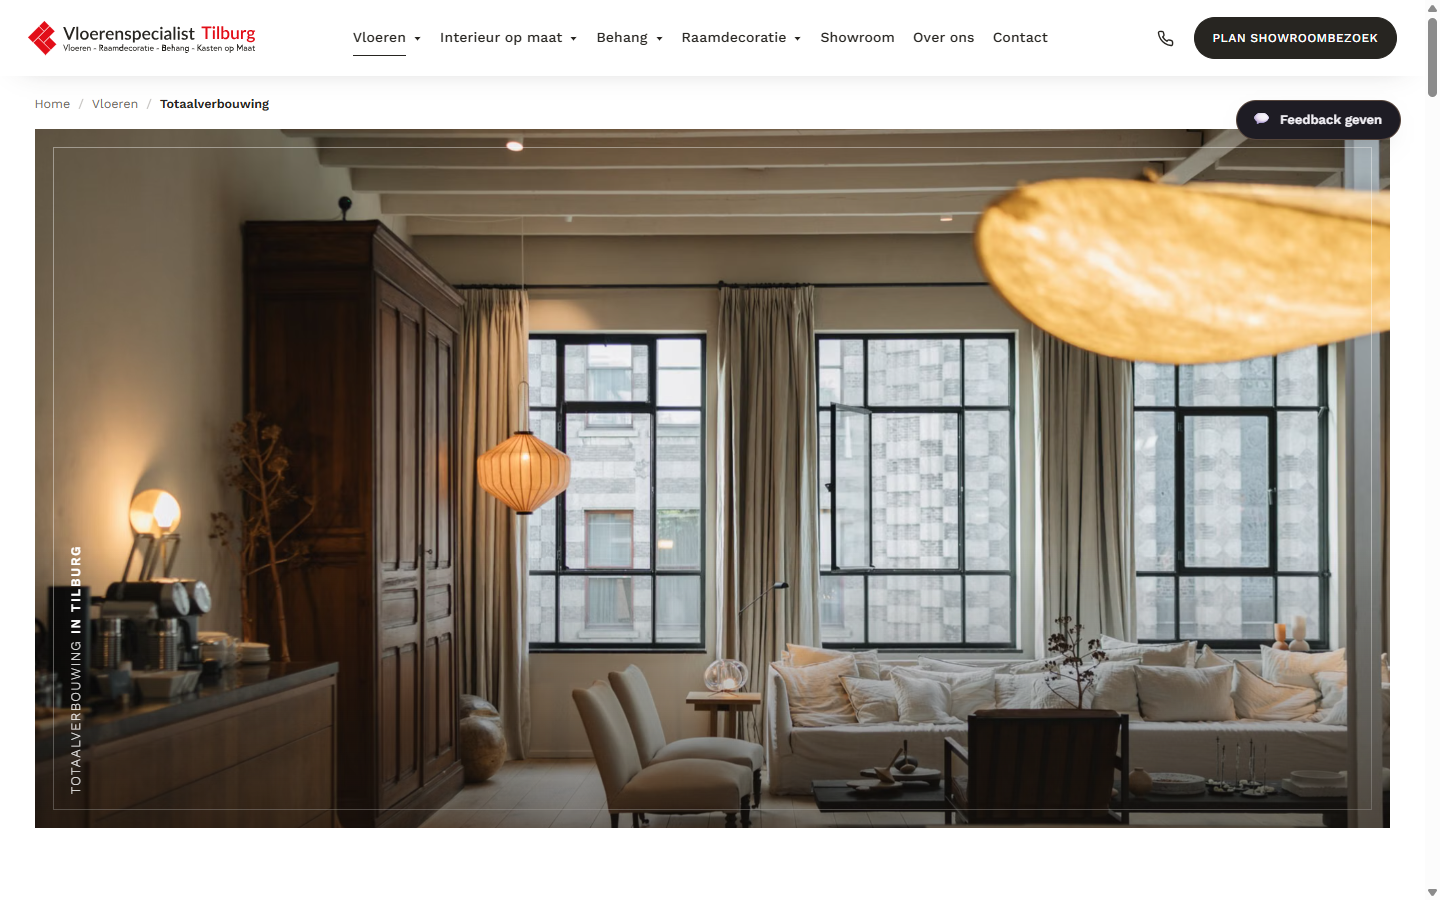 Vloerenspecialist Tilburg
Vloeren - Raamdecoratie - Behang - Kasten op Maat
Vloeren
Interieur op maat
Behang
Raamdecoratie
Showroom
Over ons
Contact
PLAN SHOWROOMBEZOEK
Home / Vloeren / Totaalverbouwing
Feedback geven
TOTAALVERBOUWING IN TILBURG